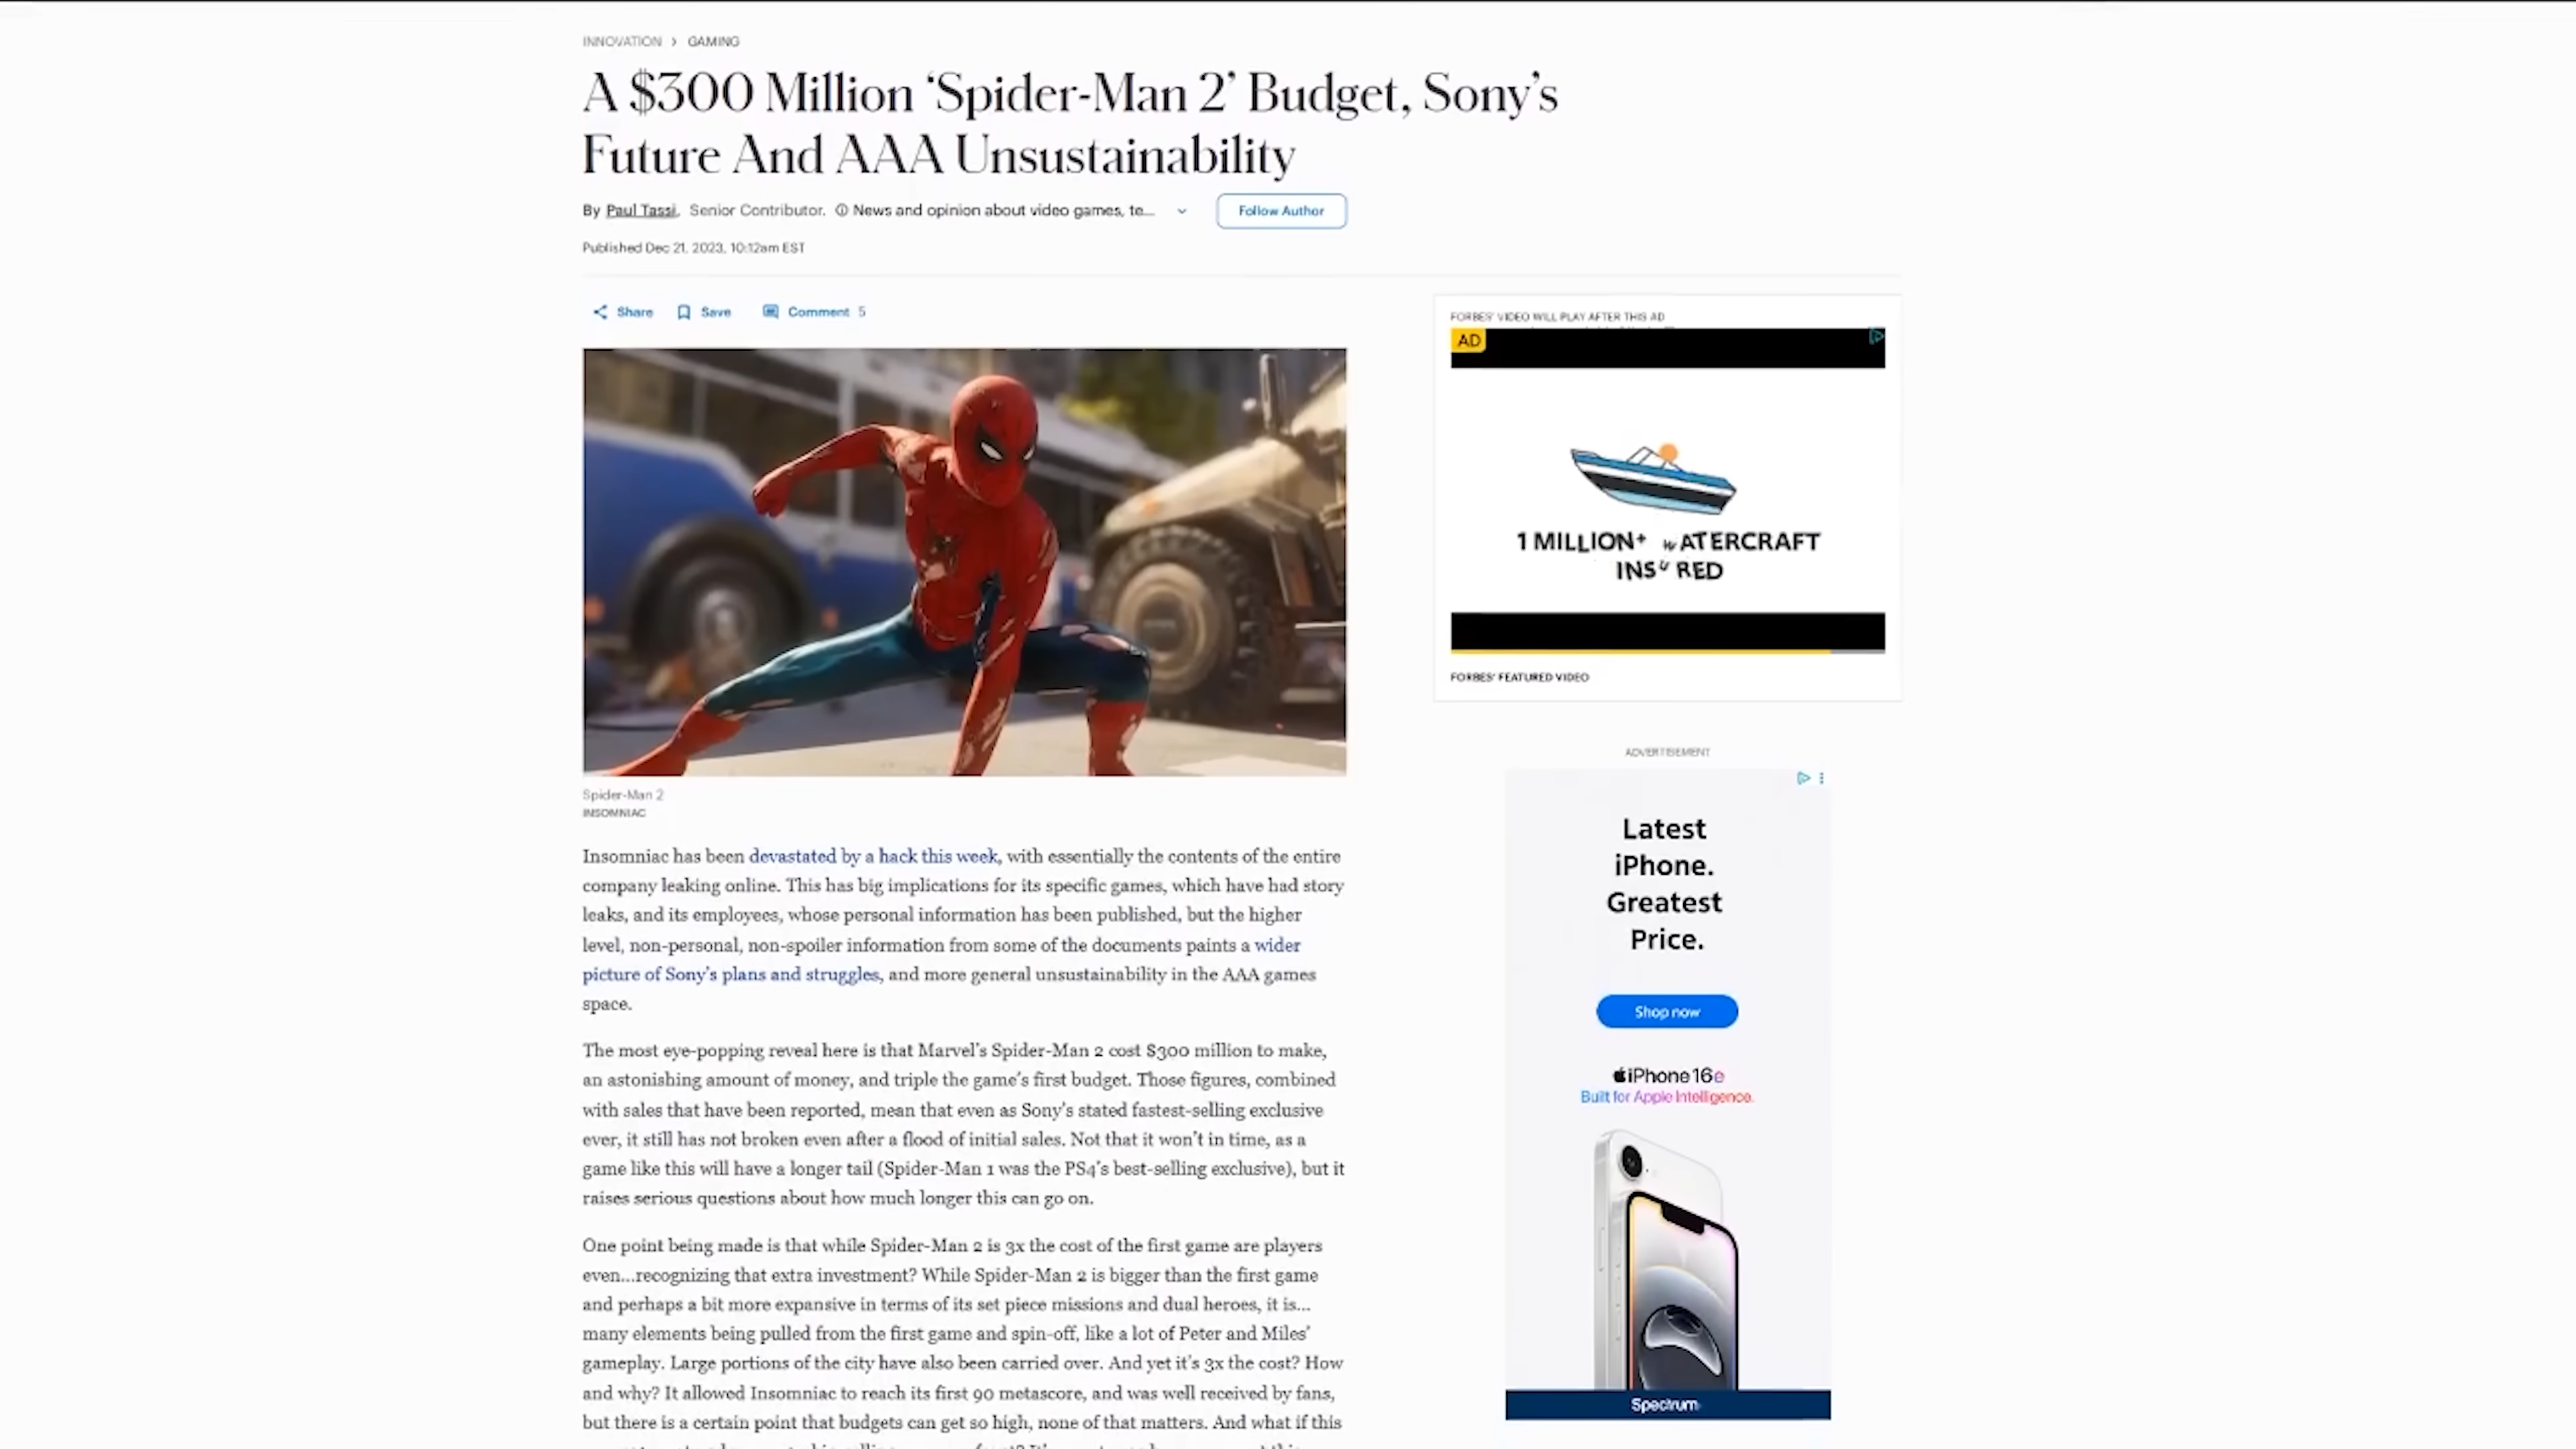 INNOVATION > GAMING
A $300 Million ‘Spider-Man 2’ Budget, Sony’s
Future And AAA Unsustainability
By Paul Tassi, Senior Contributor. ⓘ News and opinion about video games, te...
Follow Author
Published Dec 21, 2023, 10:12am EST
Share Save Comment 5
Spider-Man 2
INSOMNIAC
Insomniac has been devastated by a hack this week, with essentially the contents of the entire
company leaking online. This has big implications for its specific games, which have had story
leaks, and its employees, whose personal information has been published, but the higher
level, non-personal, non-spoiler information from some of the documents paints a wider
picture of Sony’s plans and struggles, and more general unsustainability in the AAA games
space.
The most eye-popping reveal here is that Marvel’s Spider-Man 2 cost $300 million to make,
an astonishing amount of money, and triple the game’s first budget. Those figures, combined
with sales that have been reported, mean that even as Sony’s stated fastest-selling exclusive
ever, it still has not broken even after a flood of initial sales. Not that it won’t in time, as a
game like this will have a longer tail (Spider-Man 1 was the PS4’s best-selling exclusive), but it
raises serious questions about how much longer this can go on.
One point being made is that while Spider-Man 2 is 3x the cost of the first game are players
even...recognizing that extra investment? While Spider-Man 2 is bigger than the first game
and perhaps a bit more expansive in terms of its set piece missions and dual heroes, it is...
many elements being pulled from the first game and spin-off, like a lot of Peter and Miles’
gameplay. Large portions of the city have also been carried over. And yet it’s 3x the cost? How
and why? It allowed Insomniac to reach its first 90 metascore, and was well received by fans,
but there is a certain point that budgets can get so high, none of that matters. And what if this
FORBES’ VIDEO WILL PLAY AFTER THIS AD
AD
1 MILLION+ WATERCRAFT
INSURED
FORBES’ FEATURED VIDEO
ADVERTISEMENT
Latest
iPhone.
Greatest
Price.
Shop now
iPhone 16e
Built for Apple Intelligence.
Spectrum